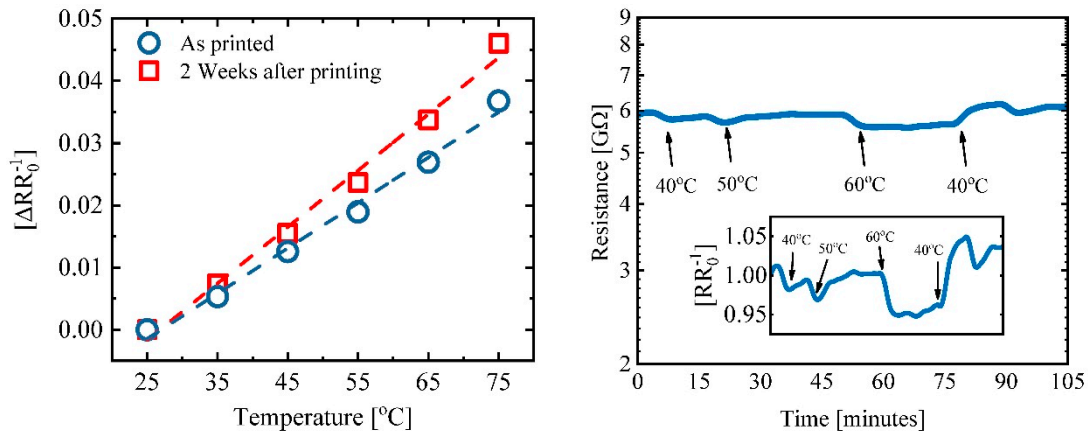 [ΔRR₀⁻¹]
0.05
0.04
0.03
0.02
0.01
0.00
As printed
2 Weeks after printing
25 35 45 55 65 75
Temperature [°C]
Resistance [GΩ]
9
8
7
6
5
4
3
2
40°C
50°C
60°C
40°C
[RR₀⁻¹]
1.05
1.00
0.95
40°C
50°C
60°C
40°C
0 15 30 45 60 75 90 105
Time [minutes]